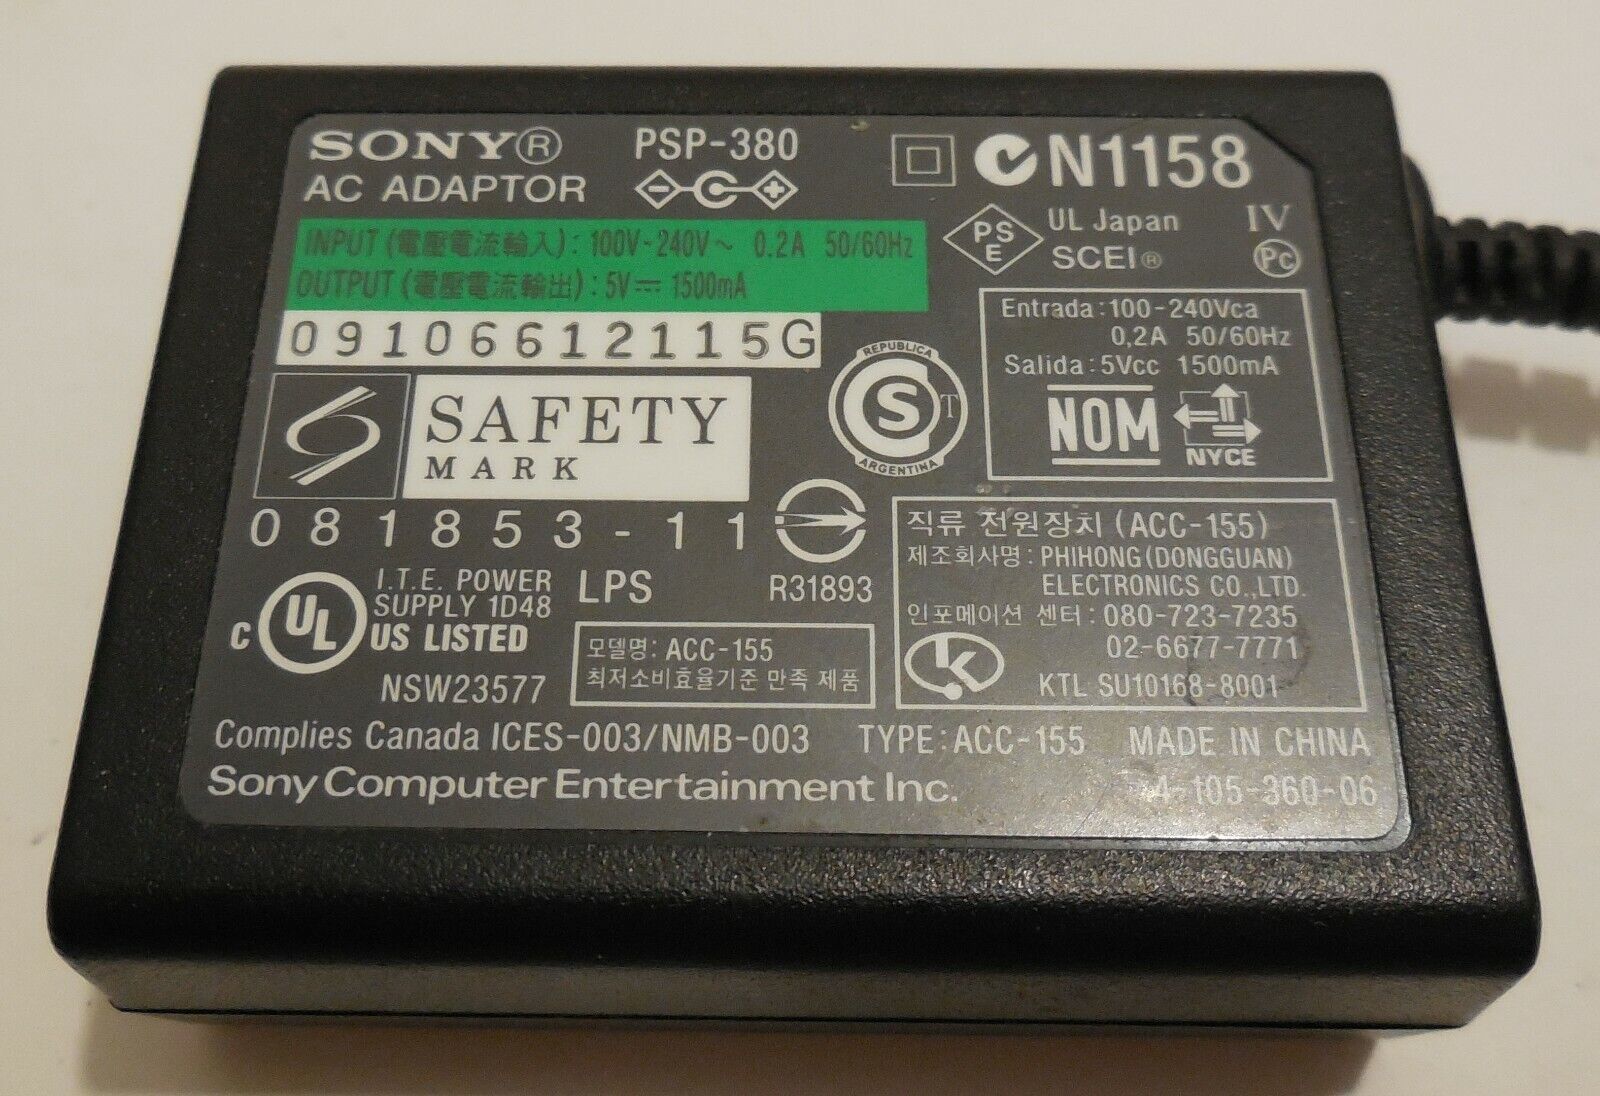 SONY®
AC ADAPTOR
PSP-380
N1158
INPUT (電壓電流輸入): 100V-240V~ 0.2A 50/60Hz
OUTPUT (電壓電流輸出): 5V⎓ 1500mA
PS
E
UL Japan
SCEI®
IV
Pc
09106612115G
SAFETY
MARK
REPUBLICA
S T
ARGENTINA
Entrada: 100-240Vca
0,2A 50/60Hz
Salida: 5Vcc 1500mA
NOM
NYCE
081853-11
R31893
직류 전원장치 (ACC-155)
제조회사명: PHIHONG (DONGGUAN)
ELECTRONICS CO.,LTD.
인포메이션 센터: 080-723-7235
02-6677-7771
KTL SU10168-8001
c UL
I.T.E. POWER
SUPPLY 1D48
US LISTED
LPS
NSW23577
모델명: ACC-155
최저소비효율기준 만족 제품
Complies Canada ICES-003/NMB-003
TYPE: ACC-155
MADE IN CHINA
Sony Computer Entertainment Inc.
4-105-360-06